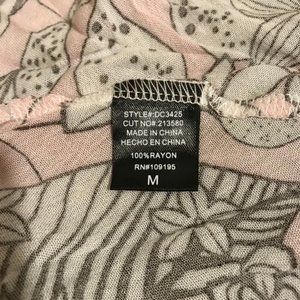 STYLE#:DC3425
CUT NO#:213580
MADE IN CHINA
HECHO EN CHINA
100%RAYON
RN#109195
M